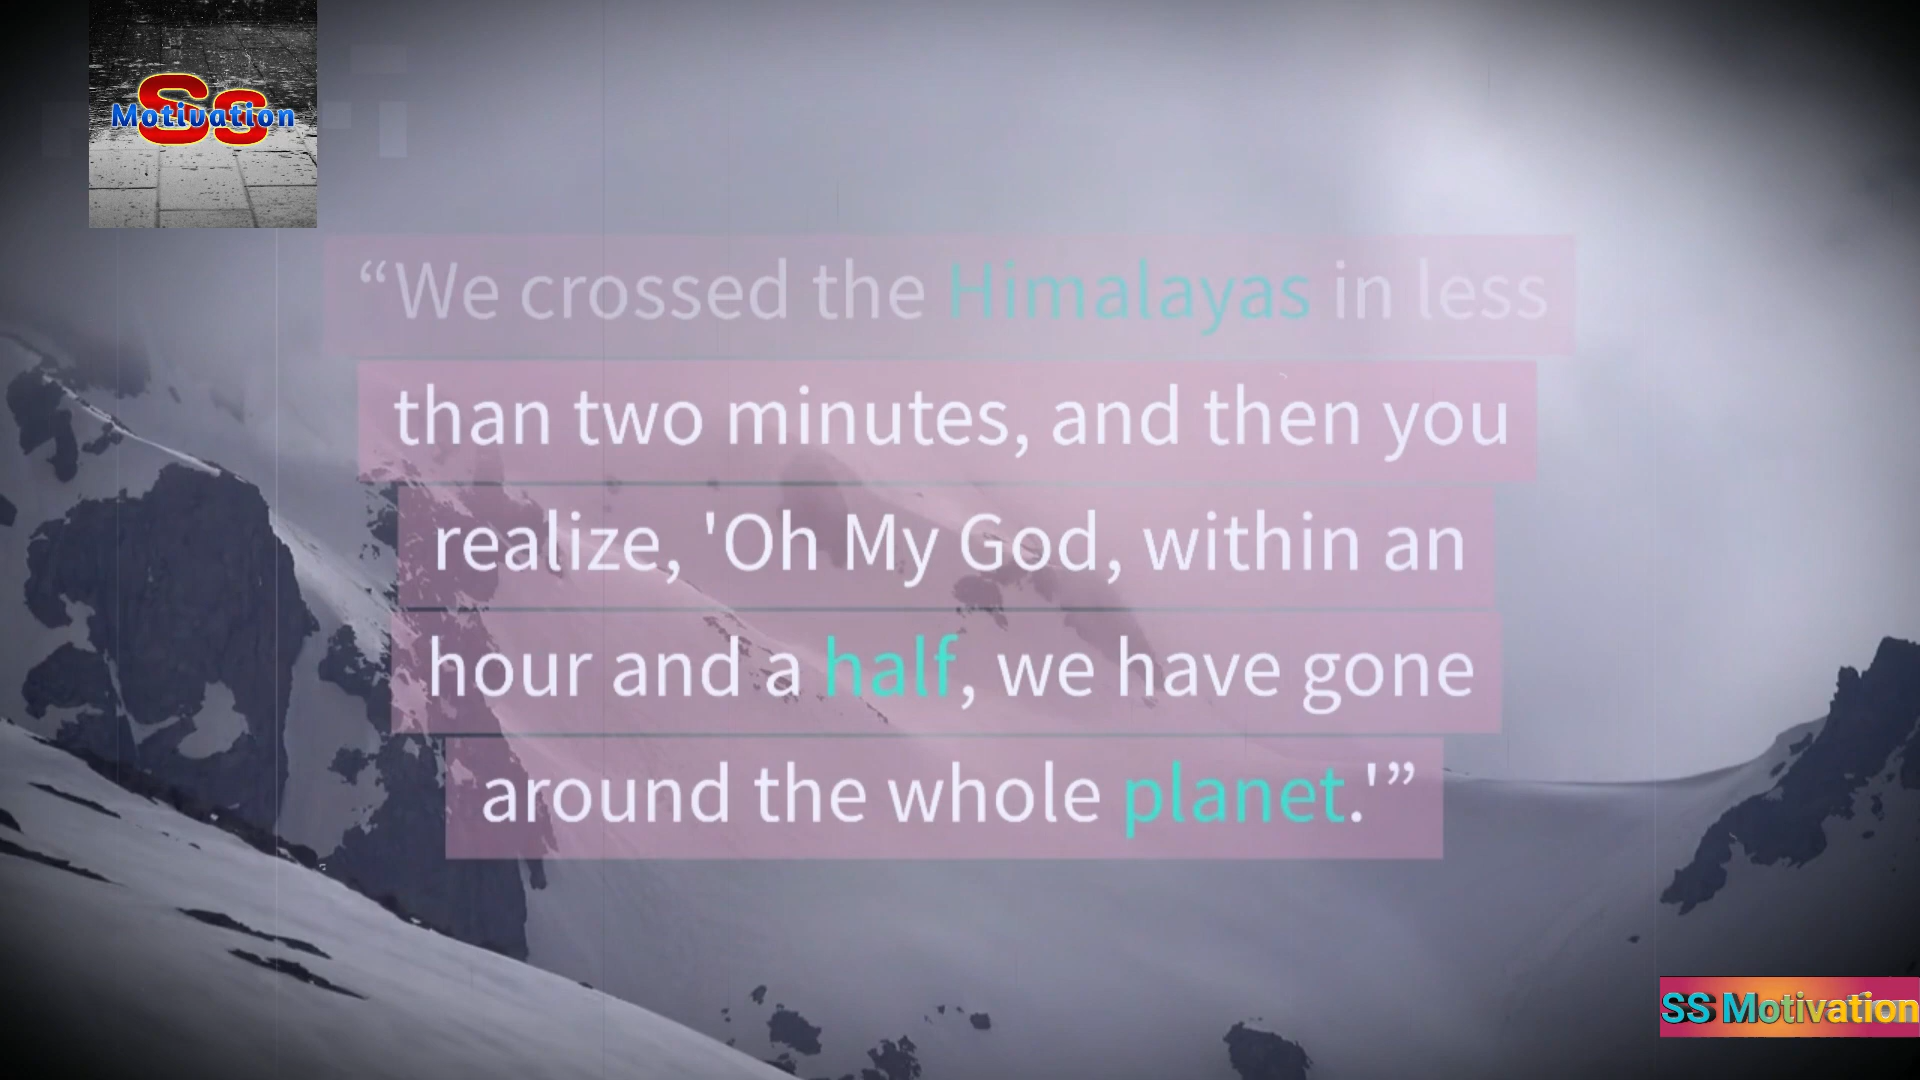 Ss
Motivation
“We crossed the Himalayas in less
than two minutes, and then you
realize, 'Oh My God, within an
hour and a half, we have gone
around the whole planet.'”
SS Motivation